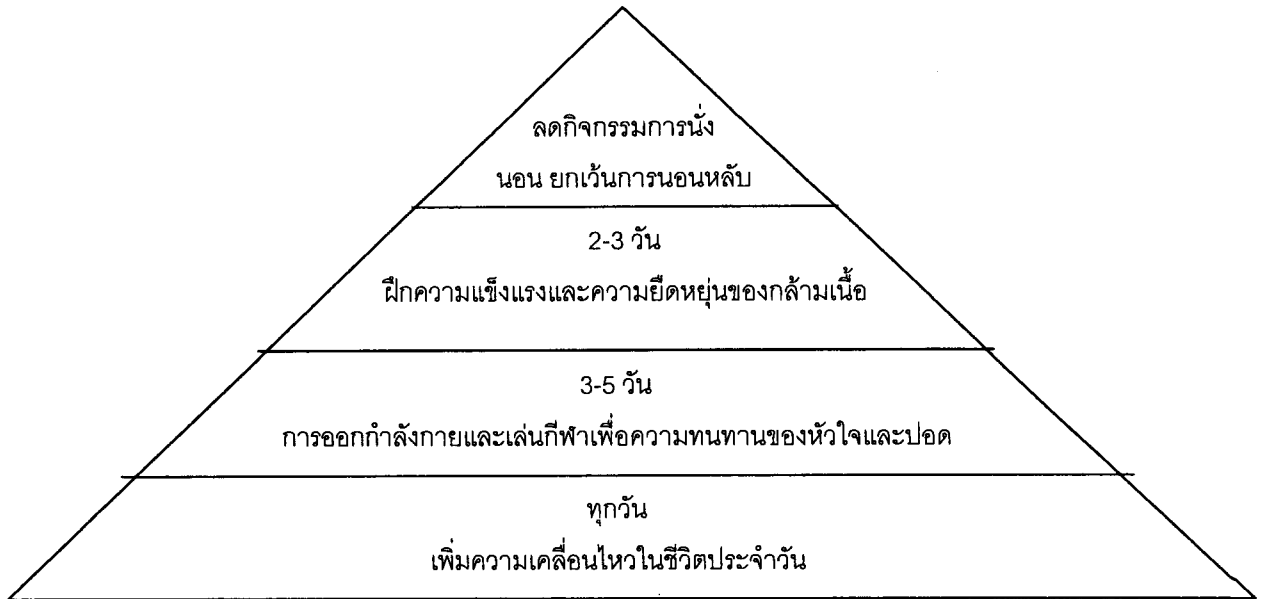 ลดกิจกรรมการนั่ง
นอน ยกเว้นการนอนหลับ
2-3 วัน
ฝึกความแข็งแรงและความยืดหยุ่นของกล้ามเนื้อ
3-5 วัน
การออกกำลังกายและเล่นกีฬาเพื่อความทนทานของหัวใจและปอด
ทุกวัน
เพิ่มความเคลื่อนไหวในชีวิตประจำวัน